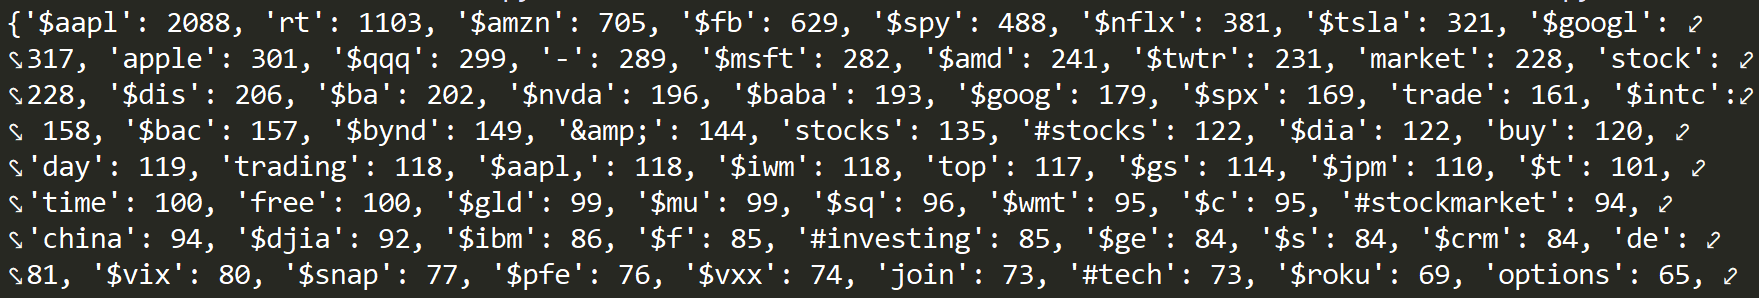 {'$aapl': 2088, 'rt': 1103, '$amzn': 705, '$fb': 629, '$spy': 488, '$nflx': 381, '$tsla': 321, '$googl':
317, 'apple': 301, '$qqq': 299, '-': 289, '$msft': 282, '$amd': 241, '$twtr': 231, 'market': 228, 'stock':
228, '$dis': 206, '$ba': 202, '$nvda': 196, '$baba': 193, '$goog': 179, '$spx': 169, 'trade': 161, '$intc':
158, '$bac': 157, '$bynd': 149, '&amp;': 144, 'stocks': 135, '#stocks': 122, '$dia': 122, 'buy': 120,
'day': 119, 'trading': 118, '$aapl,': 118, '$iwm': 118, 'top': 117, '$gs': 114, '$jpm': 110, '$t': 101,
'time': 100, 'free': 100, '$gld': 99, '$mu': 99, '$sq': 96, '$wmt': 95, '$c': 95, '#stockmarket': 94,
'china': 94, '$djia': 92, '$ibm': 86, '$f': 85, '#investing': 85, '$ge': 84, '$s': 84, '$crm': 84, 'de':
81, '$vix': 80, '$snap': 77, '$pfe': 76, '$vxx': 74, 'join': 73, '#tech': 73, '$roku': 69, 'options': 65,